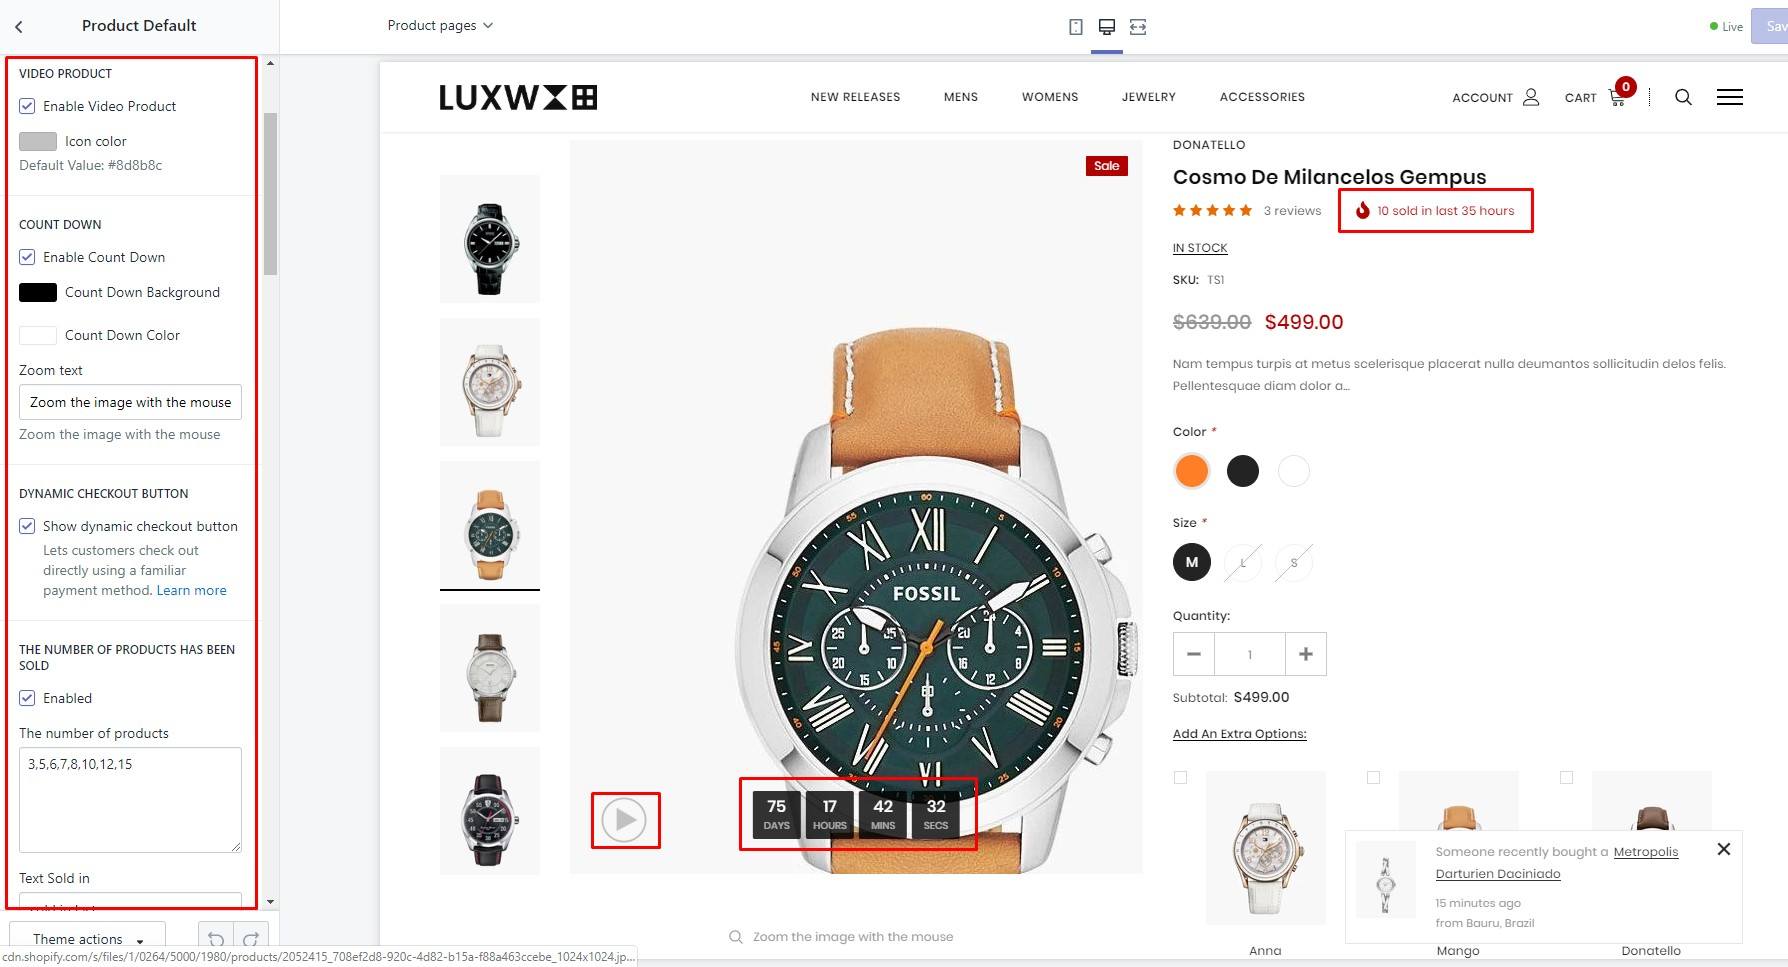 Product Default
Product pages
Live
Sav
VIDEO PRODUCT
Enable Video Product
Icon color
Default Value: #8d8b8c
COUNT DOWN
Enable Count Down
Count Down Background
Count Down Color
Zoom text
Zoom the image with the mouse
Zoom the image with the mouse
DYNAMIC CHECKOUT BUTTON
Show dynamic checkout button
Lets customers check out
directly using a familiar
payment method. Learn more
THE NUMBER OF PRODUCTS HAS BEEN
SOLD
Enabled
The number of products
3,5,6,7,8,10,12,15
Text Sold in
Theme actions
cdn.shopify.com/s/files/1/0264/5000/1980/products/2052415_708ef2d8-920c-4d82-b15a-f88a463ccebe_1024x1024.jp...
LUXW
NEW RELEASES
MENS
WOMENS
JEWELRY
ACCESSORIES
ACCOUNT
CART
0
Sale
FOSSIL
75
DAYS
17
HOURS
42
MINS
32
SECS
Zoom the image with the mouse
DONATELLO
Cosmo De Milancelos Gempus
3 reviews
10 sold in last 35 hours
IN STOCK
SKU: TS1
$639.00 $499.00
Nam tempus turpis at metus scelerisque placerat nulla deumantos sollicitudin delos felis.
Pellentesque diam dolor a...
Color *
Size *
M
L
S
Quantity:
1
Subtotal: $499.00
Add An Extra Options:
Someone recently bought a Metropolis
Darturien Daciniado
15 minutes ago
from Bauru, Brazil
Anna
Mango
Donatello